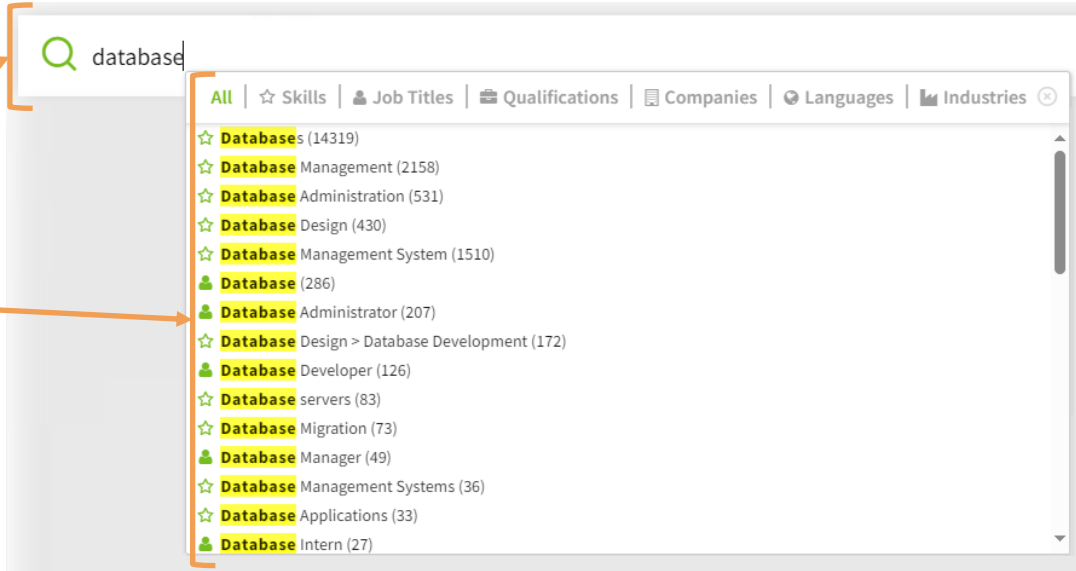 database
All | Skills | Job Titles | Qualifications | Companies | Languages | Industries
Databases (14319)
Database Management (2158)
Database Administration (531)
Database Design (430)
Database Management System (1510)
Database (286)
Database Administrator (207)
Database Design > Database Development (172)
Database Developer (126)
Database servers (83)
Database Migration (73)
Database Manager (49)
Database Management Systems (36)
Database Applications (33)
Database Intern (27)